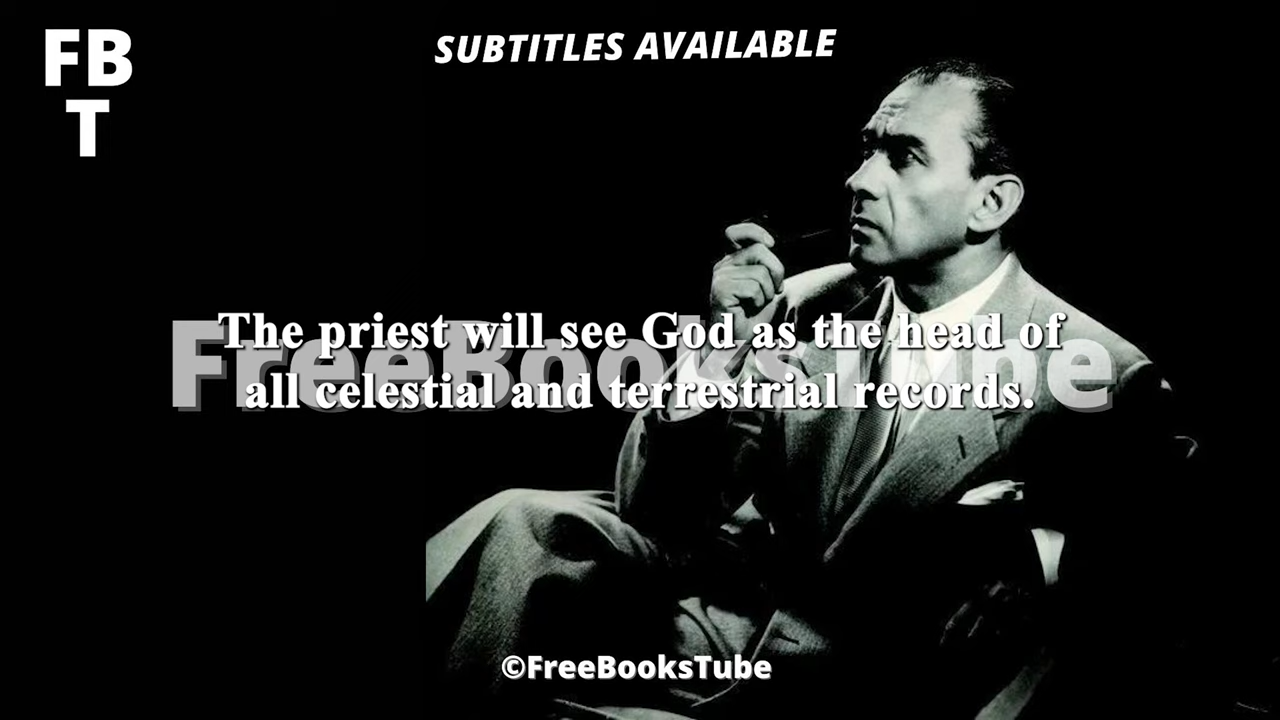 FB
T
SUBTITLES AVAILABLE
FreeBooksTube
The priest will see God as the head of
all celestial and terrestrial records.
©FreeBooksTube